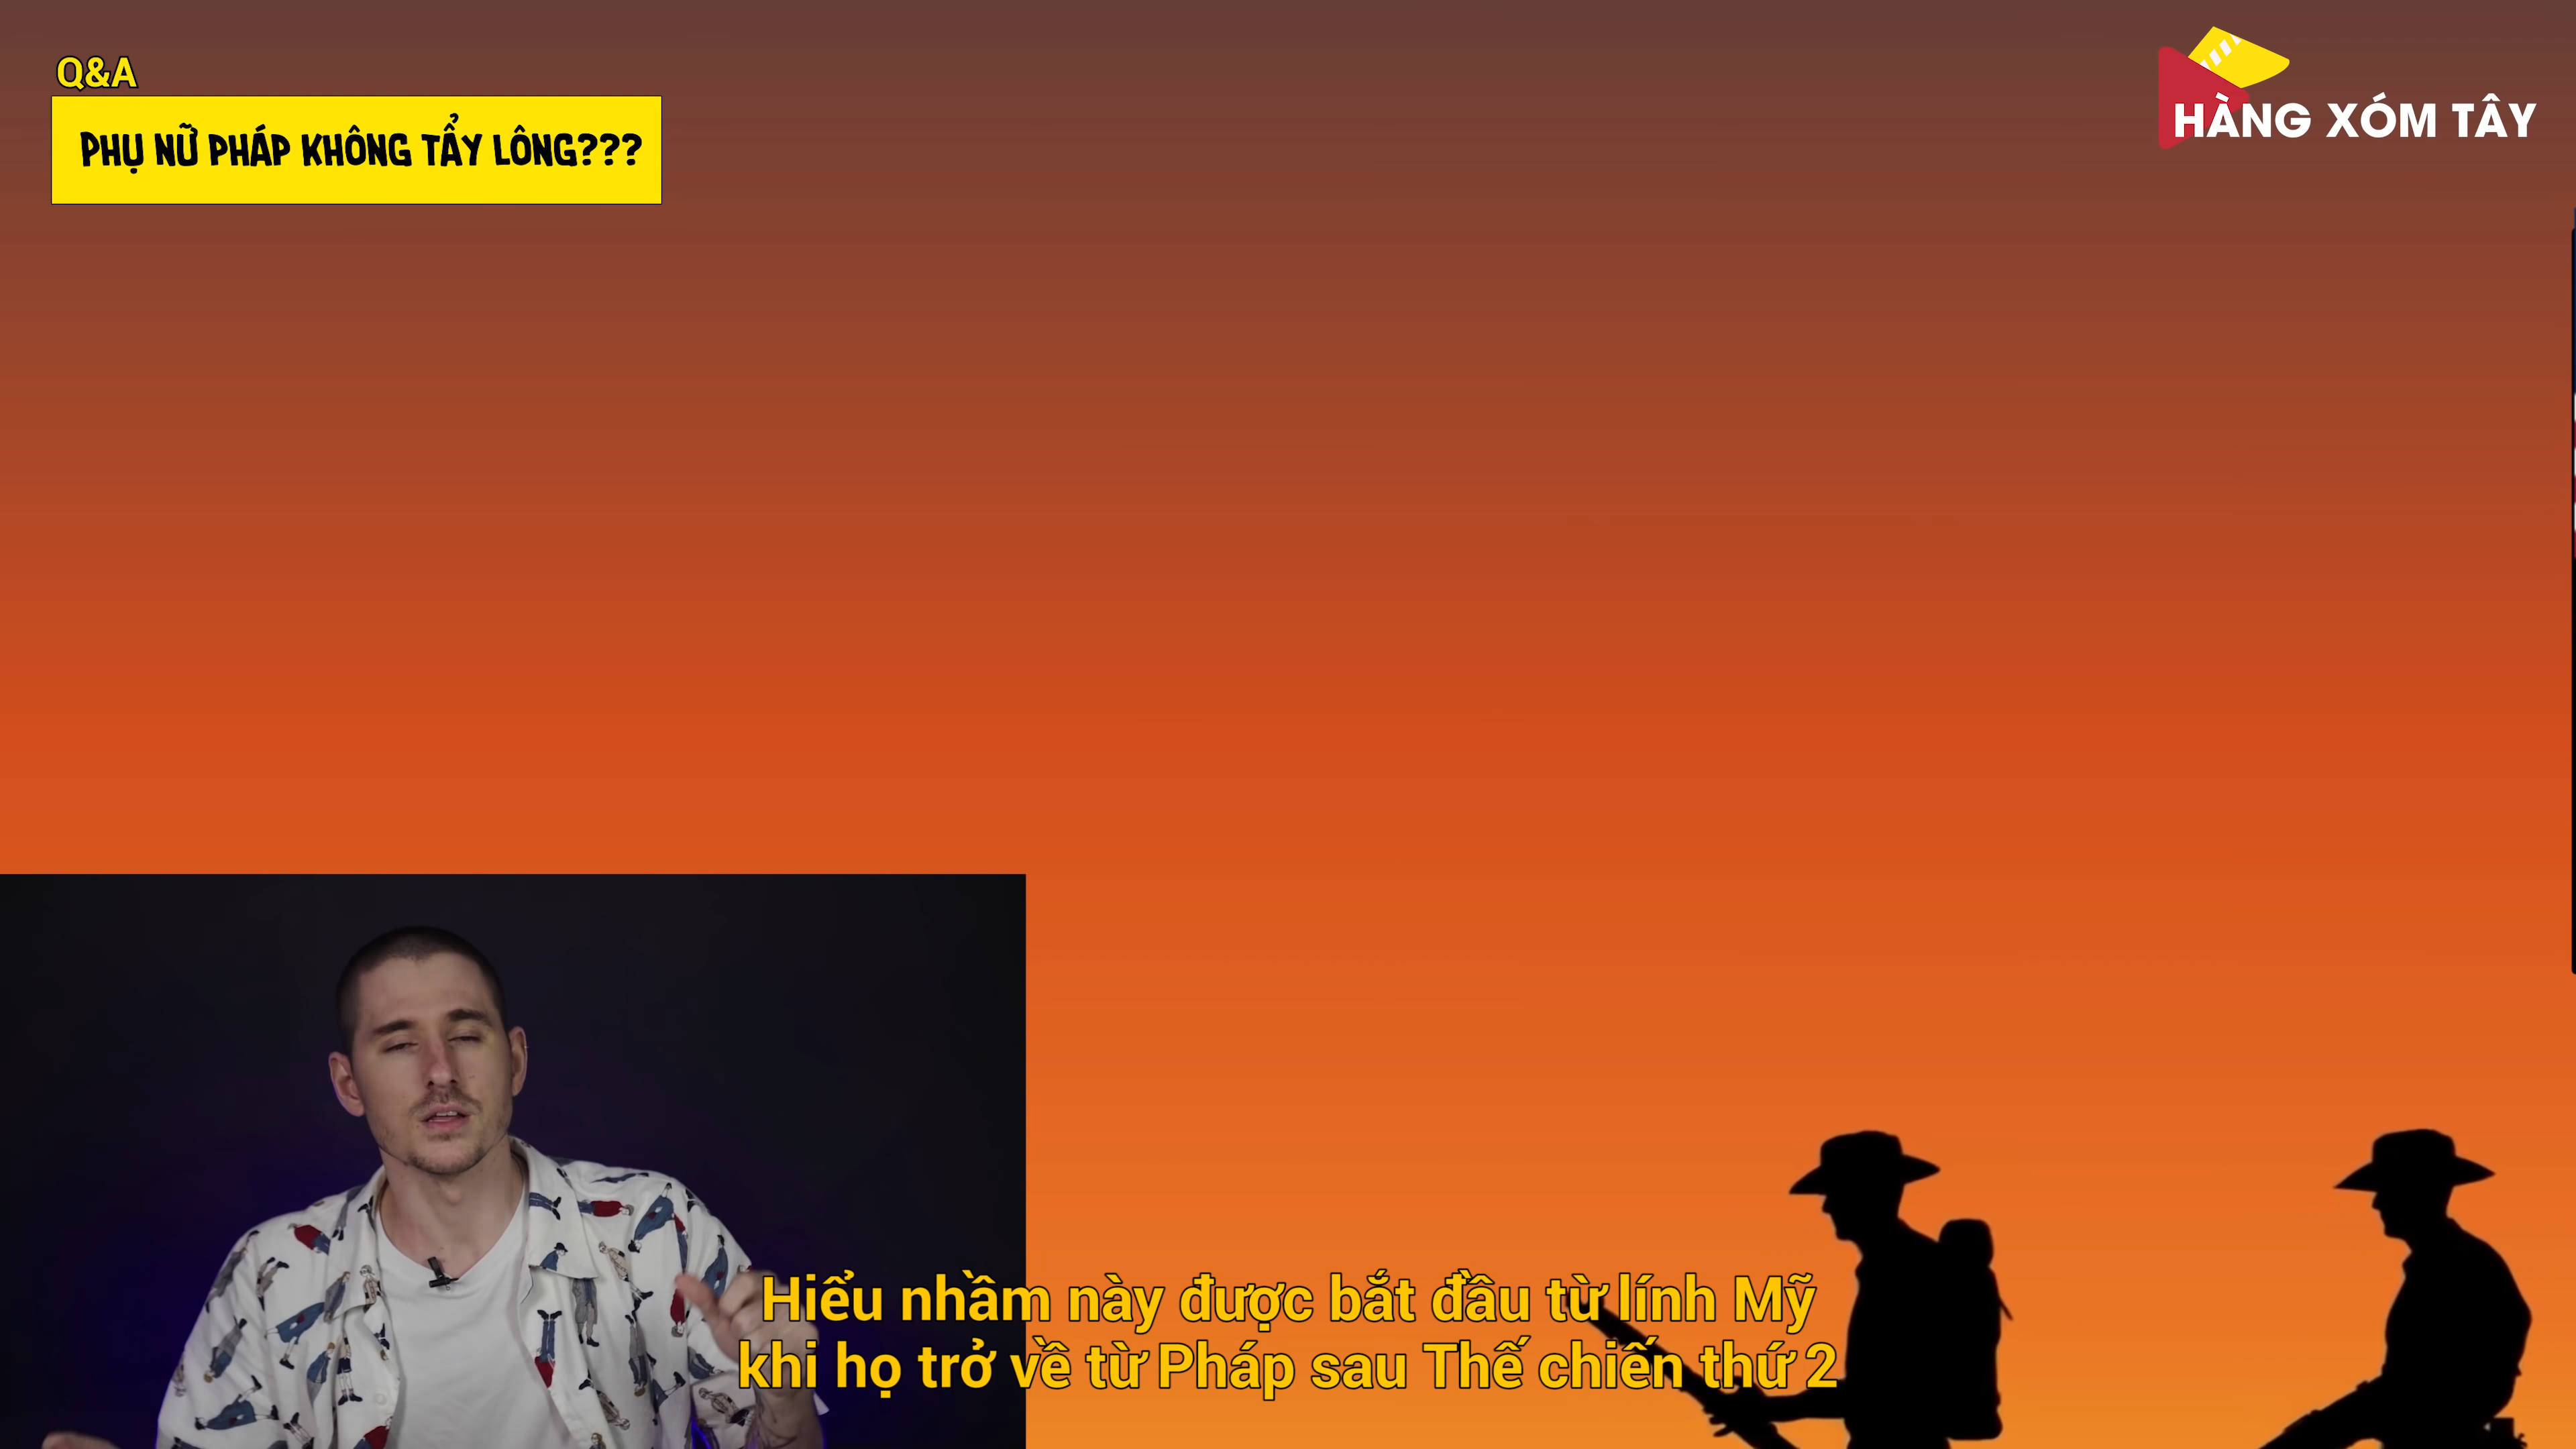 Q&A
PHỤ NỮ PHÁP KHÔNG TẨY LÔNG???
HÀNG XÓM TÂY
Hiểu nhầm này được bắt đầu từ lính Mỹ
khi họ trở về từ Pháp sau Thế chiến thứ 2